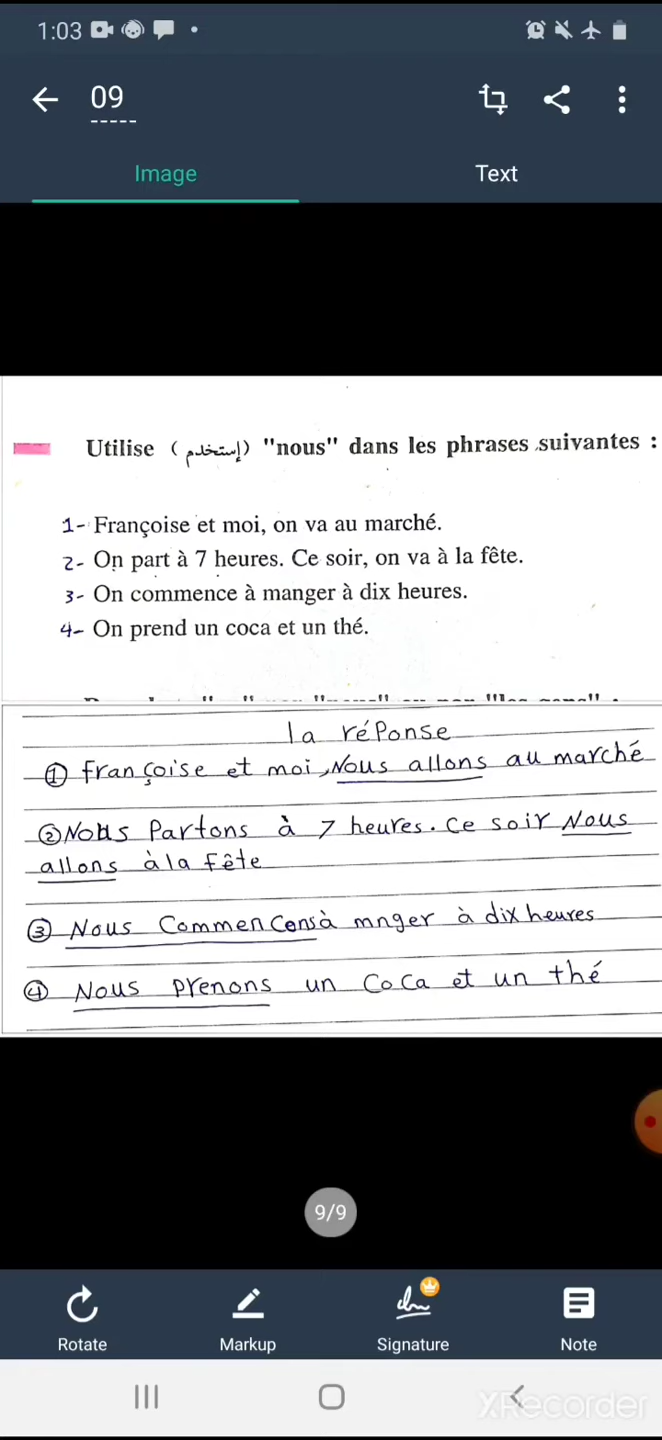 1:03
09
Image
Text
Utilise (إستخدم) "nous" dans les phrases suivantes :
1- Françoise et moi, on va au marché.
2- On part à 7 heures. Ce soir, on va à la fête.
3- On commence à manger à dix heures.
4- On prend un coca et un thé.
la réponse
① françoise et moi, Nous allons au marché
② Nous Partons à 7 heures. Ce soir Nous
allons à la Fête
③ Nous Commencons à mnger à dix heures
④ Nous prenons un CoCa et un thé
9/9
Rotate
Markup
Signature
Note
XRecorder